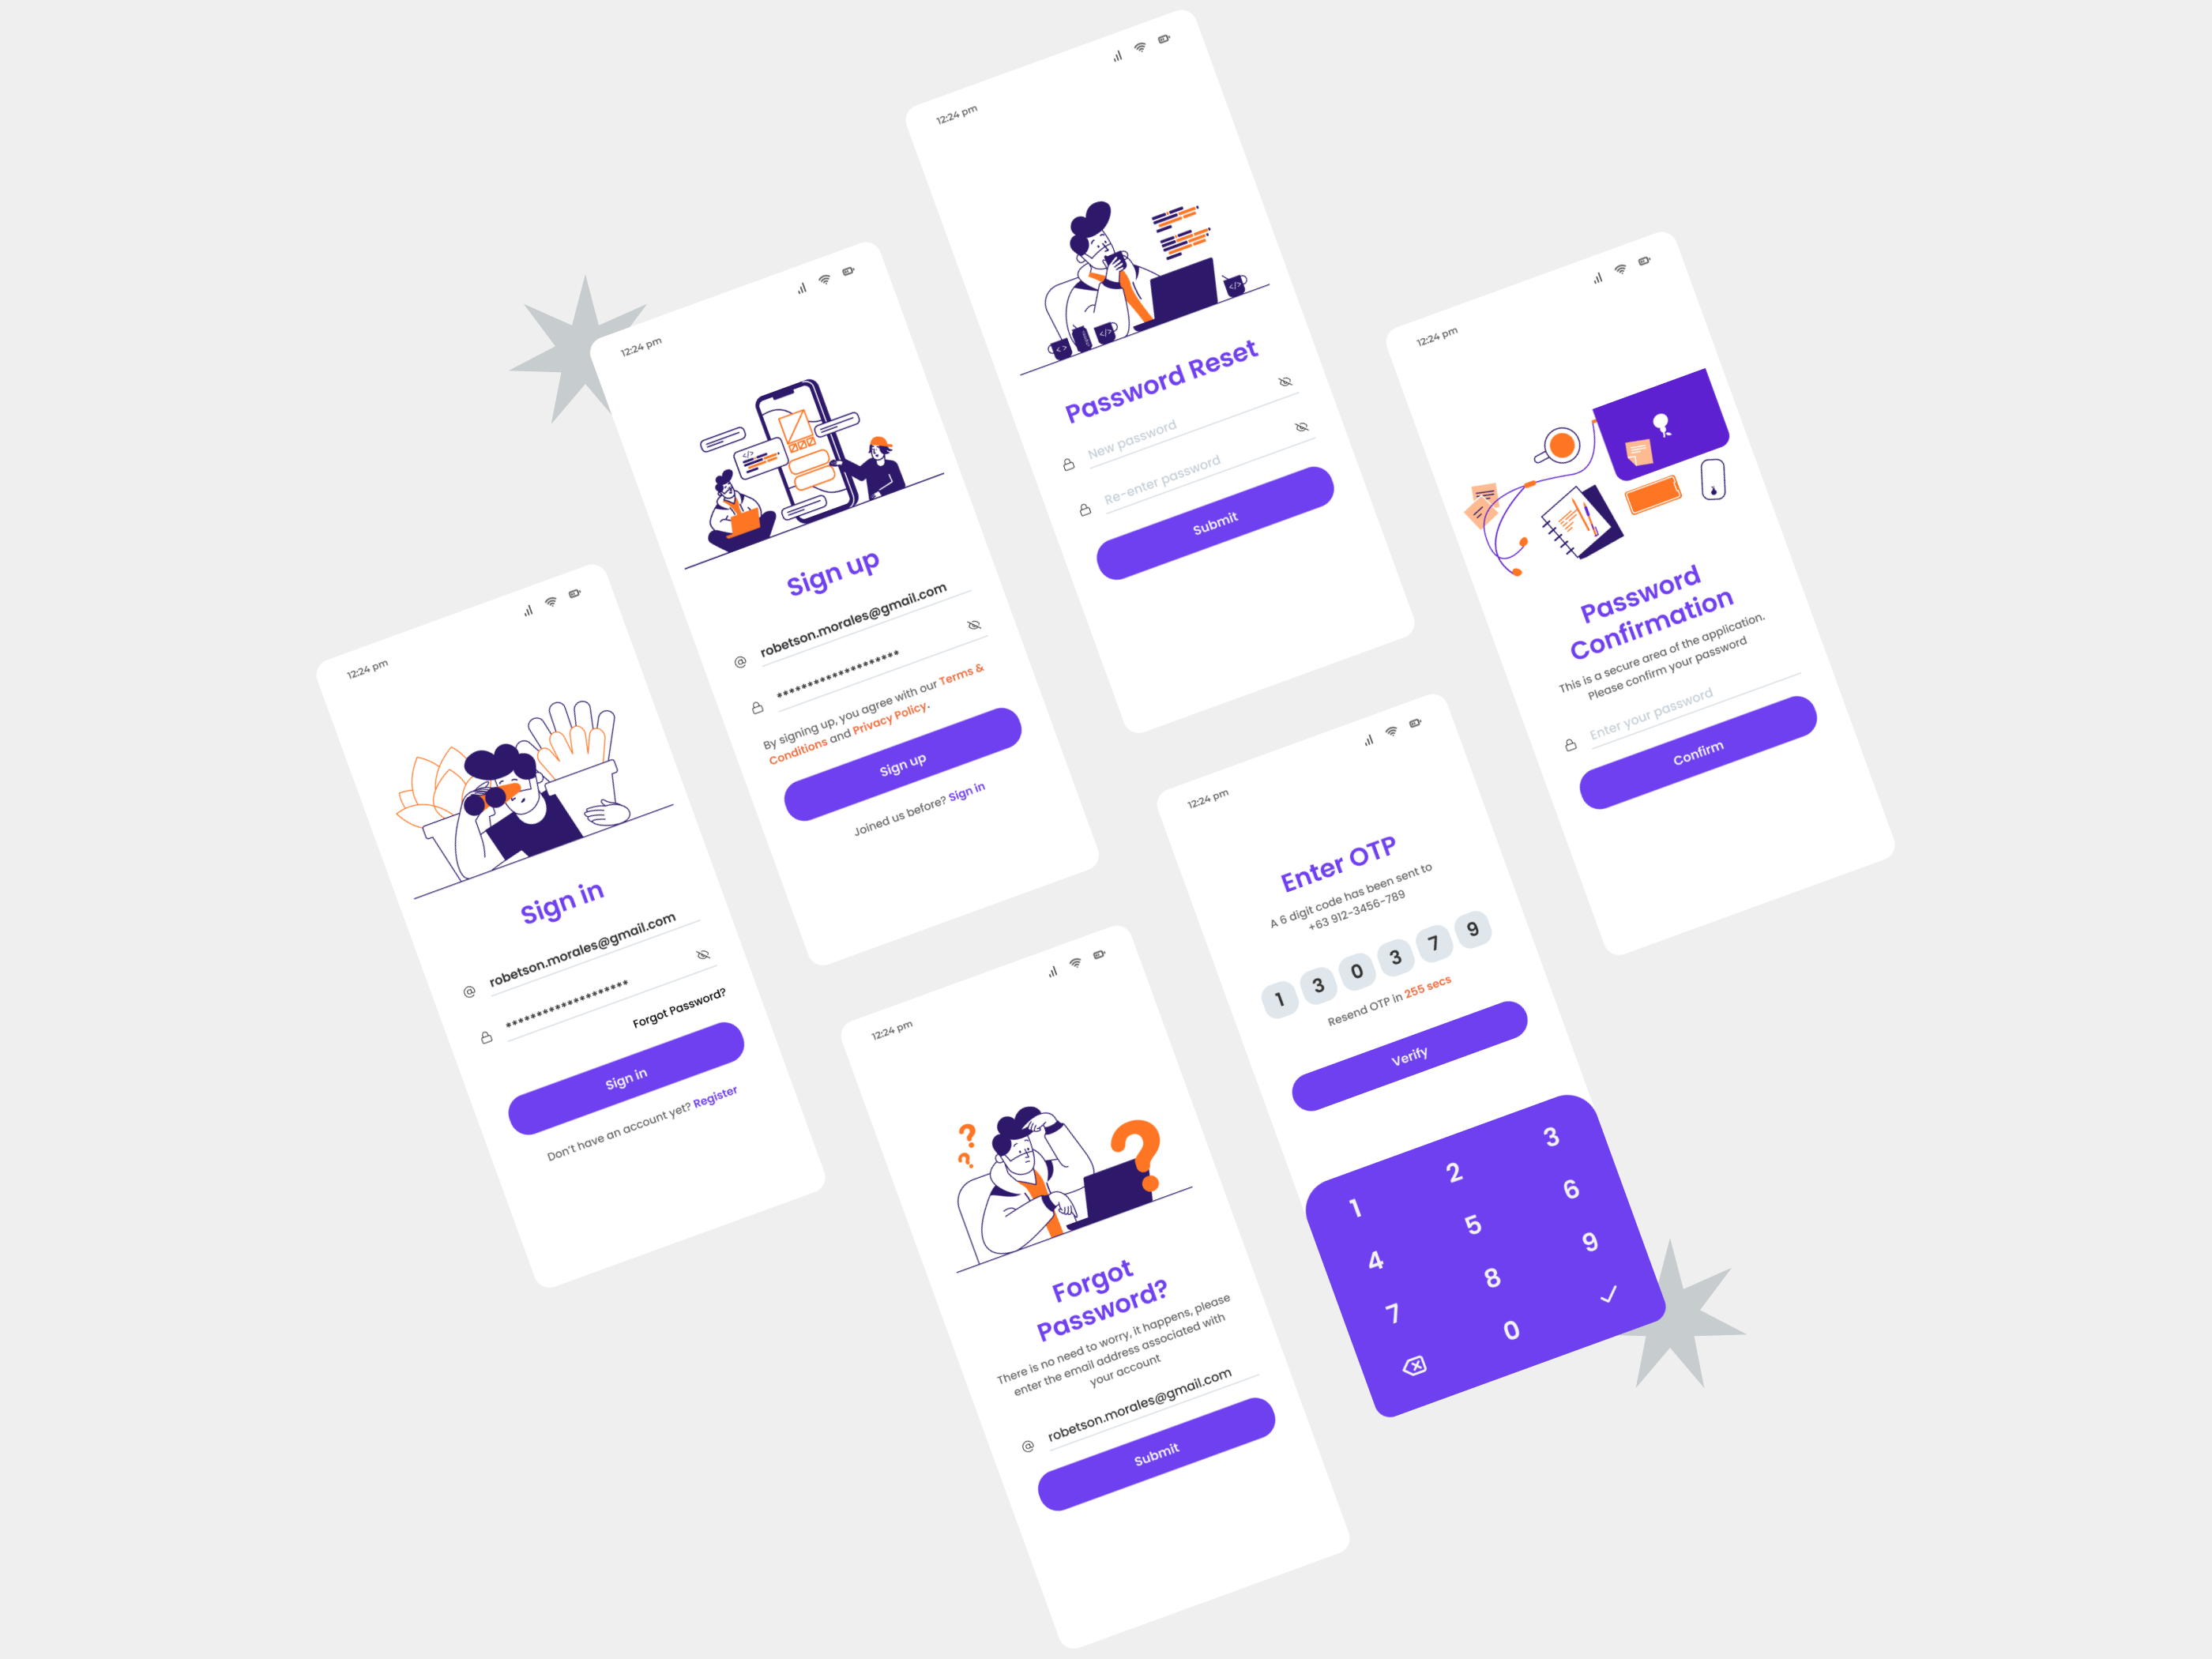 12:24 pm
Sign in
robetson.morales@gmail.com
********************
Forgot Password?
Sign in
Don't have an account yet? Register
12:24 pm
</>
Sign up
robetson.morales@gmail.com
********************
By signing up, you agree with our Terms &
Conditions and Privacy Policy.
Sign up
Joined us before? Sign in
12:24 pm
</>
<>
</>
Password Reset
New password
Re-enter password
Submit
12:24 pm
Forgot
Password?
There is no need to worry, it happens, please
enter the email address associated with
your account
robetson.morales@gmail.com
Submit
12:24 pm
Enter OTP
A 6 digit code has been sent to
+63 912-3456-789
1 3 0 3 7 9
Resend OTP in 255 secs
Verify
1 2 3
4 5 6
7 8 9
0
12:24 pm
Password
Confirmation
This is a secure area of the application.
Please confirm your password
Enter your password
Confirm